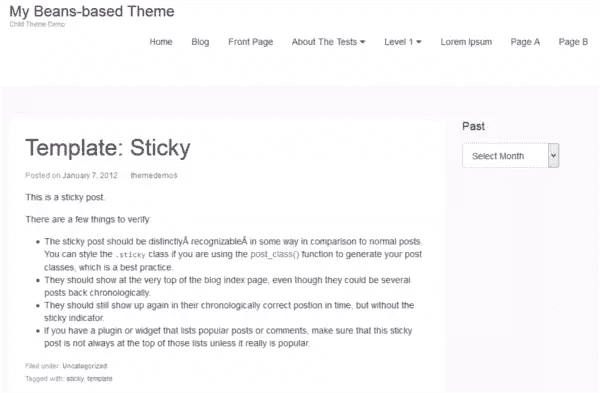 My Beans-based Theme
Child Theme Demo
Home Blog Front Page About The Tests Level 1 Lorem Ipsum Page A Page B
Past
Select Month
Template: Sticky
Posted on January 7, 2012 themedemos
This is a sticky post.
There are a few things to verify:
The sticky post should be distinctlyÂ recognizableÂ in some way in comparison to normal posts.
You can style the .sticky class if you are using the post_class() function to generate your post
classes, which is a best practice.
They should show at the very top of the blog index page, even though they could be several
posts back chronologically.
They should still show up again in their chronologically correct postion in time, but without the
sticky indicator.
If you have a plugin or widget that lists popular posts or comments, make sure that this sticky
post is not always at the top of those lists unless it really is popular.
Filed under: Uncategorized
Tagged with: sticky, template